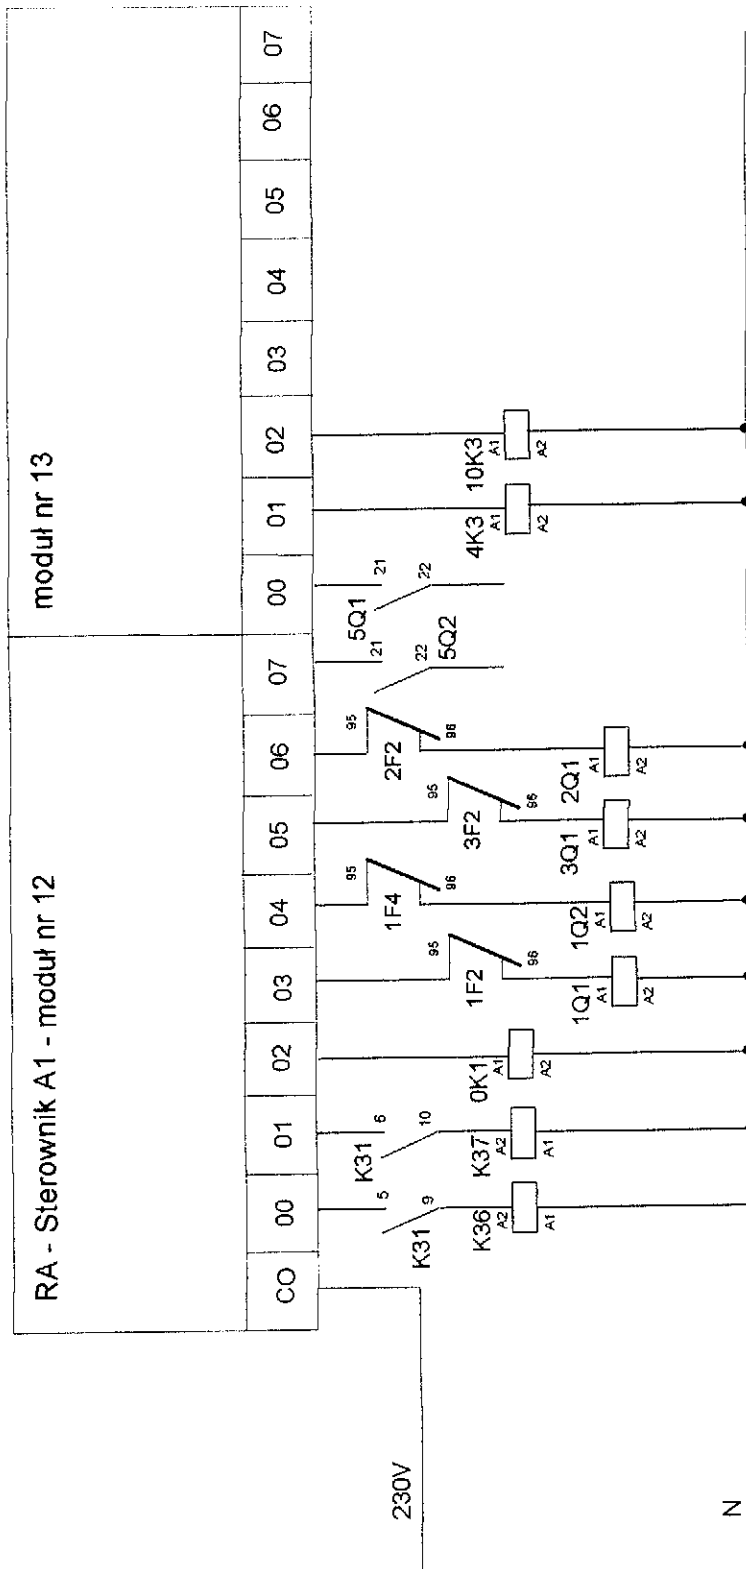 RA - Sterownik A1 - moduł nr 12
moduł nr 13
CO 00 01 02 03 04 05 06 07 00 01 02 03 04 05 06 07
230V
5 6 95 95 95 95 21 21
K31 K31 1F2 1F4 3F2 2F2 5Q2 5Q1
9 10 96 96 96 96 22 22
K36 K37 0K1 1Q1 1Q2 3Q1 2Q1 4K3 10K3
A2 A2 A1 A1 A1 A1 A1 A1 A1
A1 A1 A2 A2 A2 A2 A2 A2 A2
N